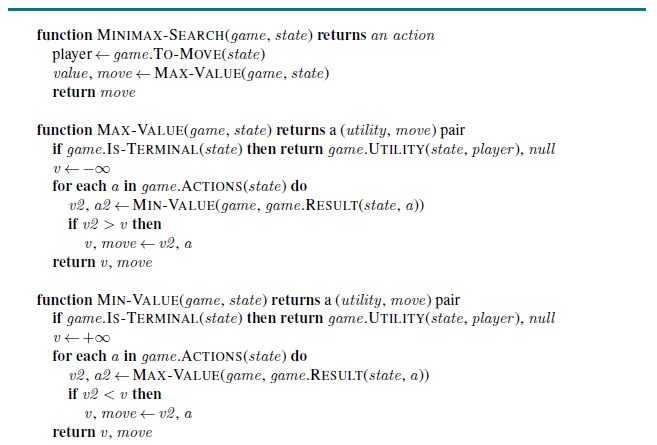 function MINIMAX-SEARCH(game, state) returns an action
player ← game.TO-MOVE(state)
value, move ← MAX-VALUE(game, state)
return move
function MAX-VALUE(game, state) returns a (utility, move) pair
if game.IS-TERMINAL(state) then return game.UTILITY(state, player), null
v ← −∞
for each a in game.ACTIONS(state) do
v2, a2 ← MIN-VALUE(game, game.RESULT(state, a))
if v2 > v then
v, move ← v2, a
return v, move
function MIN-VALUE(game, state) returns a (utility, move) pair
if game.IS-TERMINAL(state) then return game.UTILITY(state, player), null
v ← +∞
for each a in game.ACTIONS(state) do
v2, a2 ← MAX-VALUE(game, game.RESULT(state, a))
if v2 < v then
v, move ← v2, a
return v, move